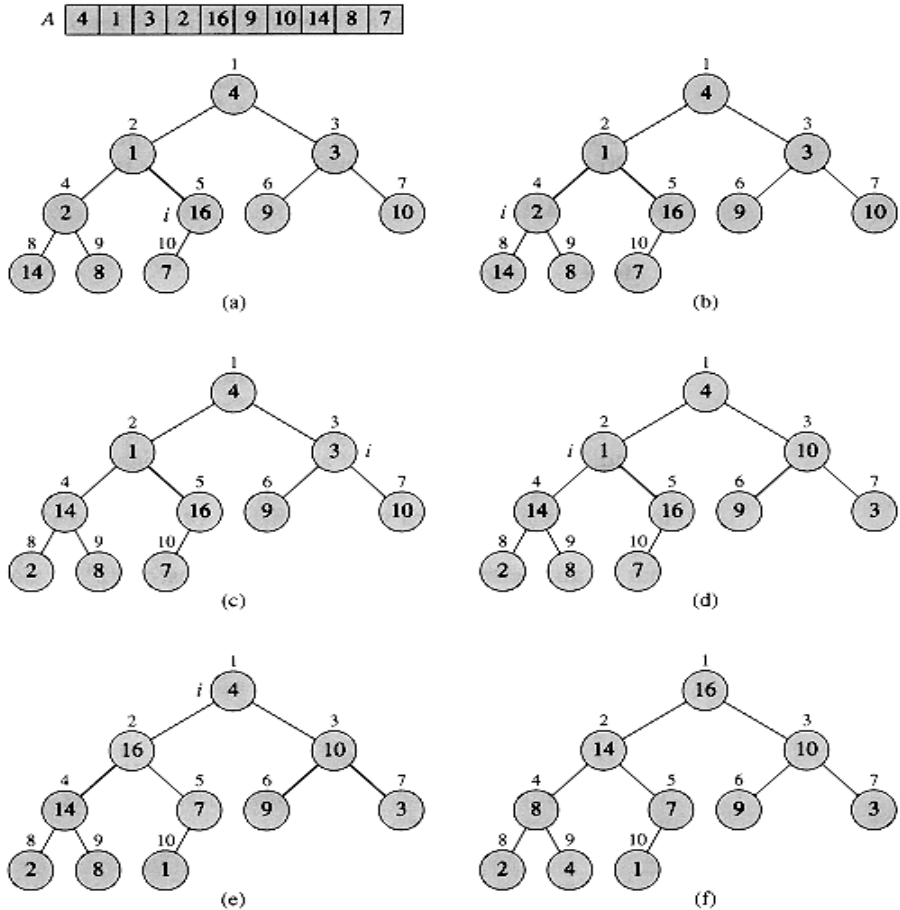 A 4 1 3 2 16 9 10 14 8 7
1 1
4 4
2 3 2 3
1 3 1 3
4 5 6 7 4 5 6 7
2 i 16 9 10 i 2 16 9 10
8 9 10 8 9 10
14 8 7 14 8 7
(a) (b)
1 1
4 4
2 3 2 3
1 3 i i 1 10
4 5 6 7 4 5 6 7
14 16 9 10 14 16 9 3
8 9 10 8 9 10
2 8 7 2 8 7
(c) (d)
1 1
i 4 16
2 3 2 3
16 10 14 10
4 5 6 7 4 5 6 7
14 7 9 3 8 7 9 3
8 9 10 8 9 10
2 8 1 2 4 1
(e) (f)